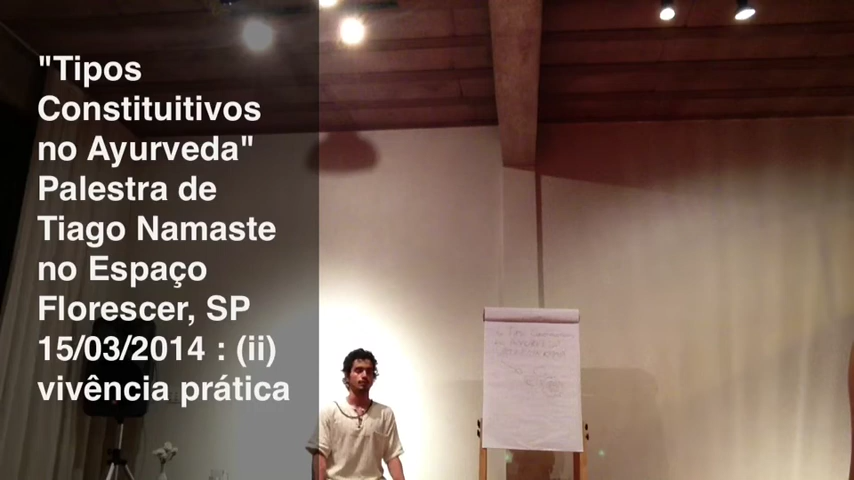 "Tipos
Constituitivos
no Ayurveda"
Palestra de
Tiago Namaste
no Espaço
Florescer, SP
15/03/2014 : (ii)
vivência prática